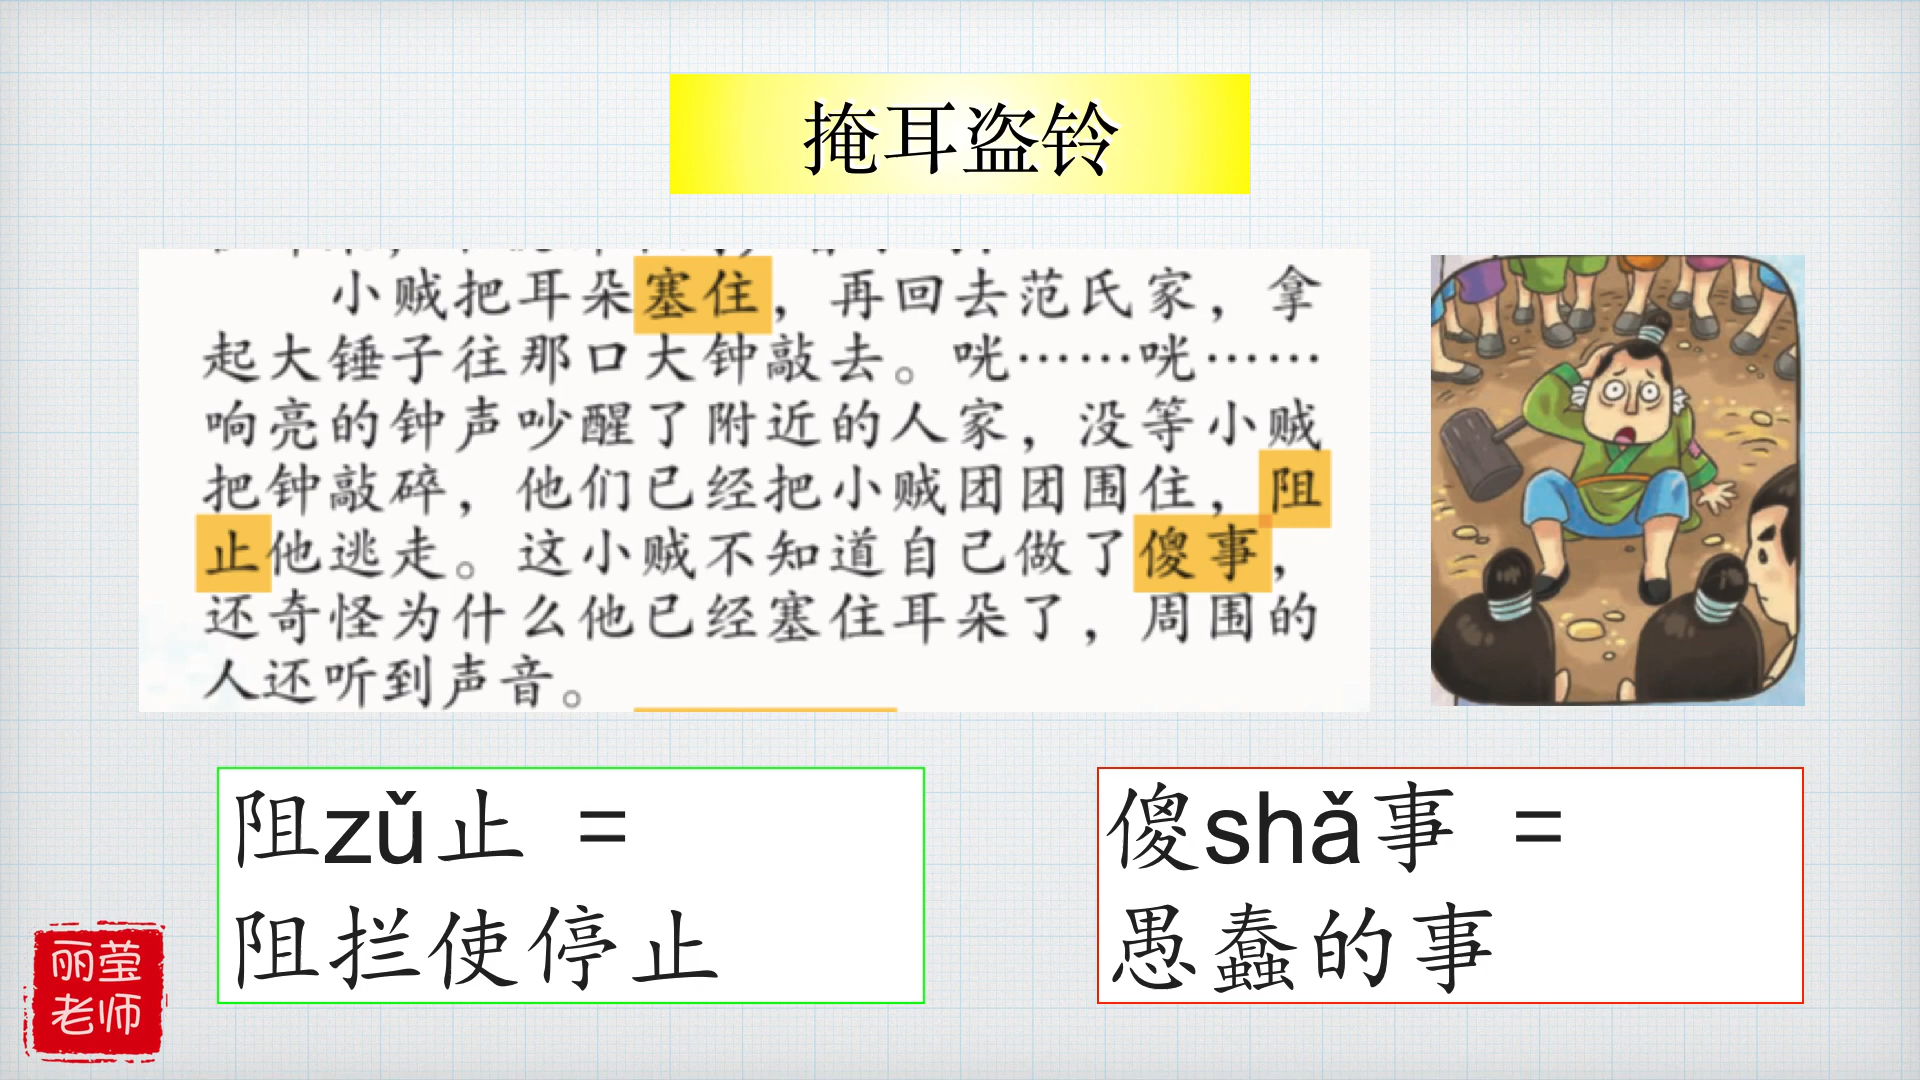 掩耳盗铃
小贼把耳朵塞住，再回去范氏家，拿
起大锤子往那口大钟敲去。咣……咣……
响亮的钟声吵醒了附近的人家，没等小贼
把钟敲碎，他们已经把小贼团团围住，阻
止他逃走。这小贼不知道自己做了傻事，
还奇怪为什么他已经塞住耳朵了，周围的
人还听到声音。
阻zǔ止 =
阻拦使停止
傻shǎ事 =
愚蠢的事
丽莹
老师